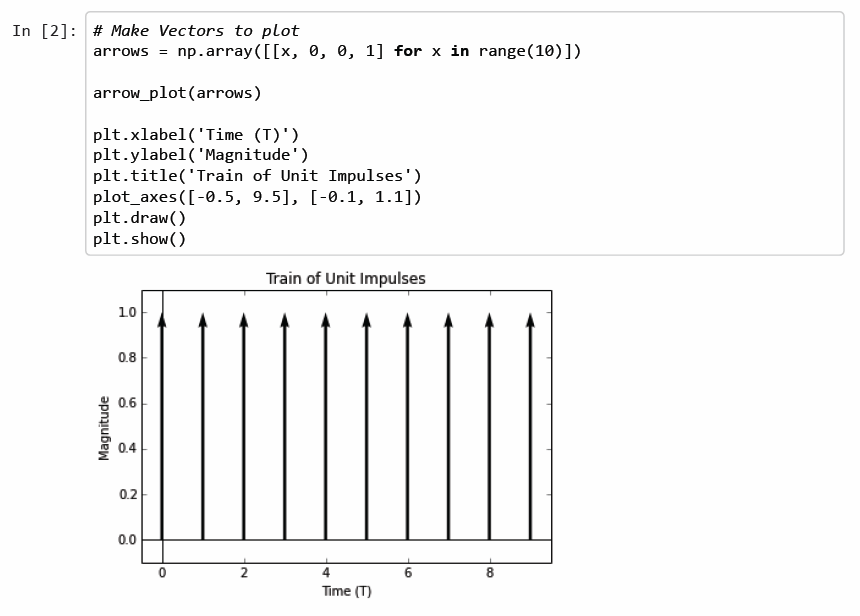 In [2]: # Make Vectors to plot
arrows = np.array([[x, 0, 0, 1] for x in range(10)])
arrow_plot(arrows)
plt.xlabel('Time (T)')
plt.ylabel('Magnitude')
plt.title('Train of Unit Impulses')
plot_axes([-0.5, 9.5], [-0.1, 1.1])
plt.draw()
plt.show()
Train of Unit Impulses
1.0
0.8
0.6
0.4
0.2
0.0
Magnitude
0 2 4 6 8
Time (T)